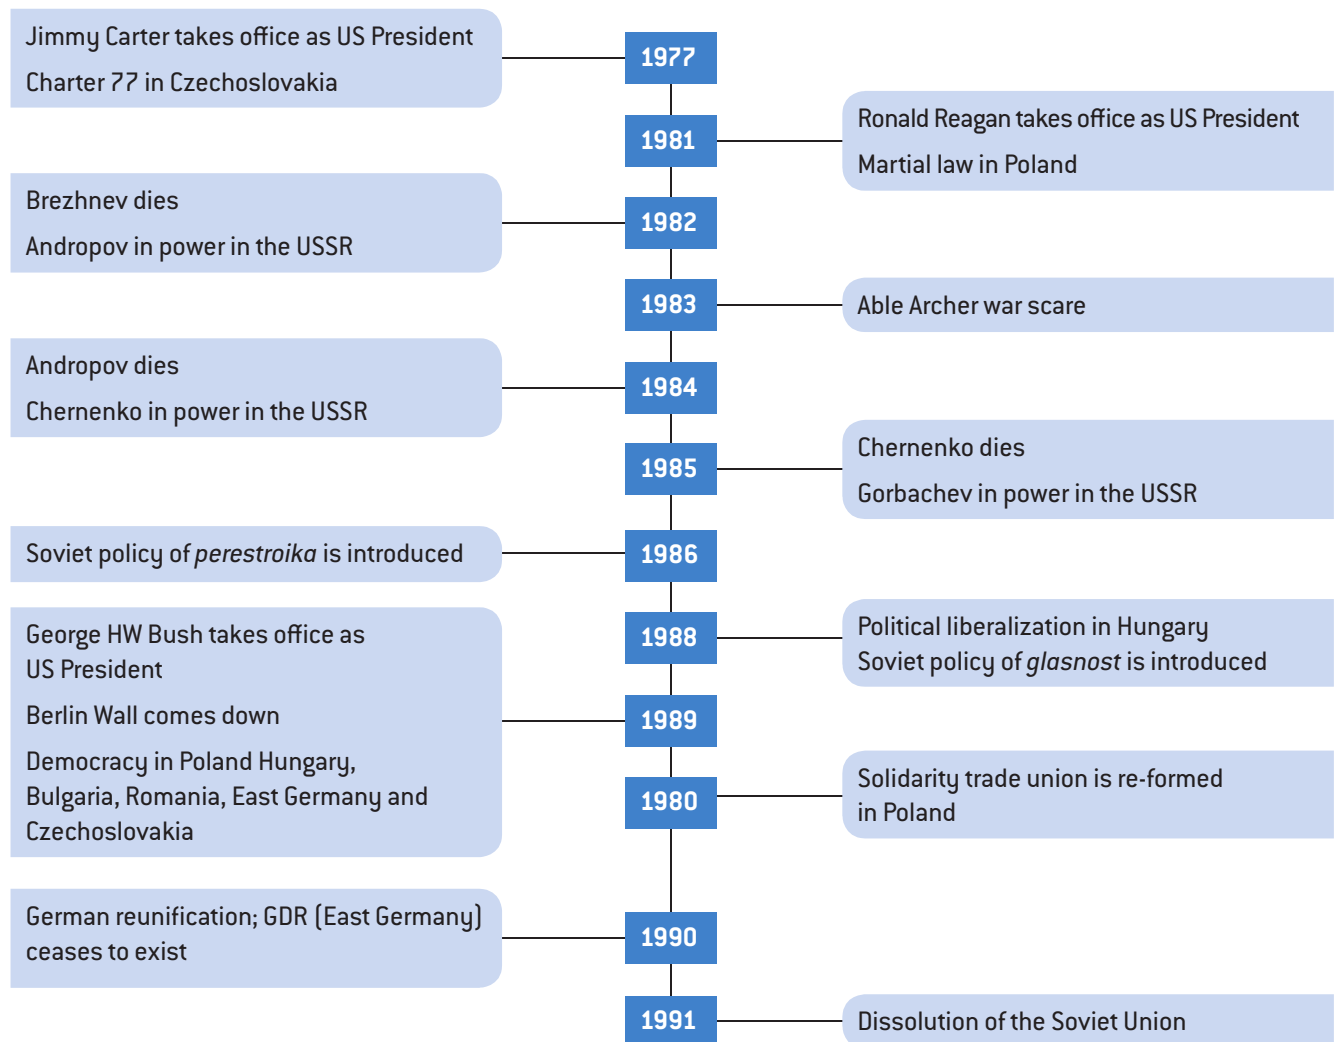 Jimmy Carter takes office as US President
Charter 77 in Czechoslovakia
1977
1981
Ronald Reagan takes office as US President
Martial law in Poland
Brezhnev dies
Andropov in power in the USSR
1982
1983
Able Archer war scare
Andropov dies
Chernenko in power in the USSR
1984
1985
Chernenko dies
Gorbachev in power in the USSR
Soviet policy of perestroika is introduced
1986
1988
Political liberalization in Hungary
Soviet policy of glasnost is introduced
George HW Bush takes office as
US President
Berlin Wall comes down
Democracy in Poland Hungary,
Bulgaria, Romania, East Germany and
Czechoslovakia
1989
1980
Solidarity trade union is re-formed
in Poland
German reunification; GDR (East Germany)
ceases to exist
1990
1991
Dissolution of the Soviet Union